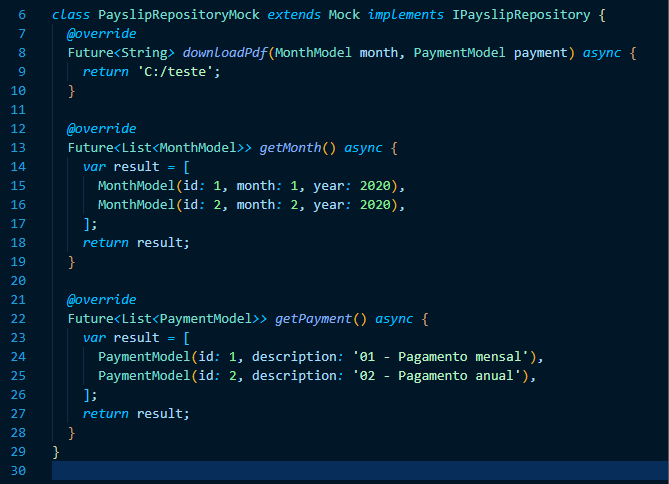 6 class PayslipRepositoryMock extends Mock implements IPayslipRepository {
7 @override
8 Future<String> downloadPdf(MonthModel month, PaymentModel payment) async {
9 return 'C:/teste';
10 }
11
12 @override
13 Future<List<MonthModel>> getMonth() async {
14 var result = [
15 MonthModel(id: 1, month: 1, year: 2020),
16 MonthModel(id: 2, month: 2, year: 2020),
17 ];
18 return result;
19 }
20
21 @override
22 Future<List<PaymentModel>> getPayment() async {
23 var result = [
24 PaymentModel(id: 1, description: '01 - Pagamento mensal'),
25 PaymentModel(id: 2, description: '02 - Pagamento anual'),
26 ];
27 return result;
28 }
29 }
30